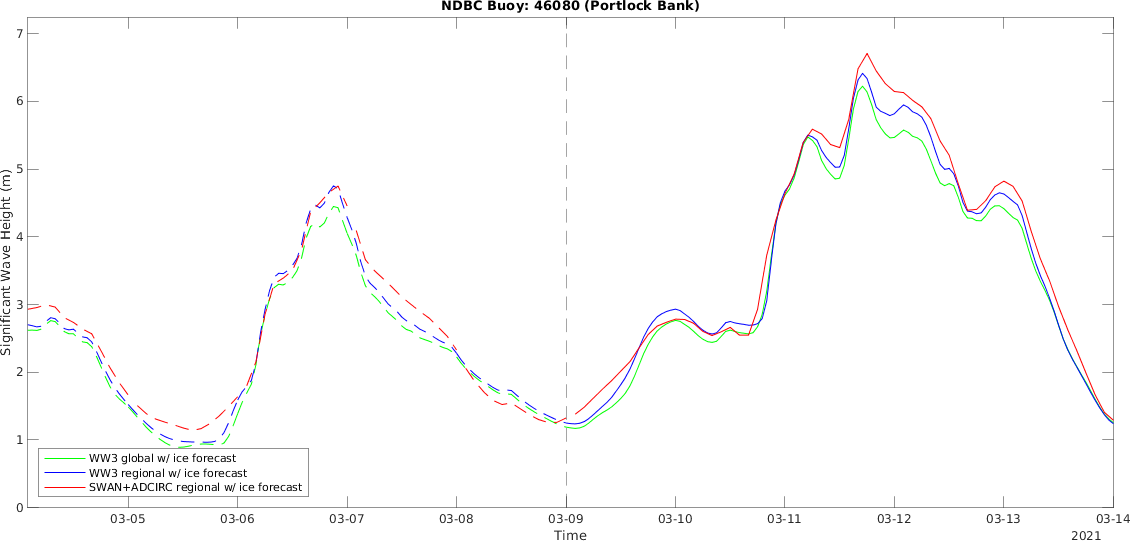 NDBC Buoy: 46080 (Portlock Bank)
7
6
5
4
3
2
1
0
Significant Wave Height (m)
WW3 global w/ ice forecast
WW3 regional w/ ice forecast
SWAN+ADCIRC regional w/ ice forecast
03-05 03-06 03-07 03-08 03-09 03-10 03-11 03-12 03-13 03-14
Time
2021